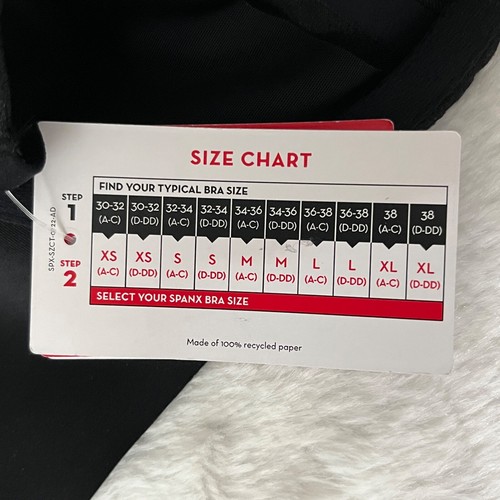 SIZE CHART
FIND YOUR TYPICAL BRA SIZE
STEP 1
30-32 30-32 32-34 32-34 34-36 34-36 36-38 36-38 38 38
(A-C) (D-DD) (A-C) (D-DD) (A-C) (D-DD) (A-C) (D-DD) (A-C) (D-DD)
STEP 2
XS XS S S M M L L XL XL
(A-C) (D-DD) (A-C) (D-DD) (A-C) (D-DD) (A-C) (D-DD) (A-C) (D-DD)
SELECT YOUR SPANX BRA SIZE
Made of 100% recycled paper